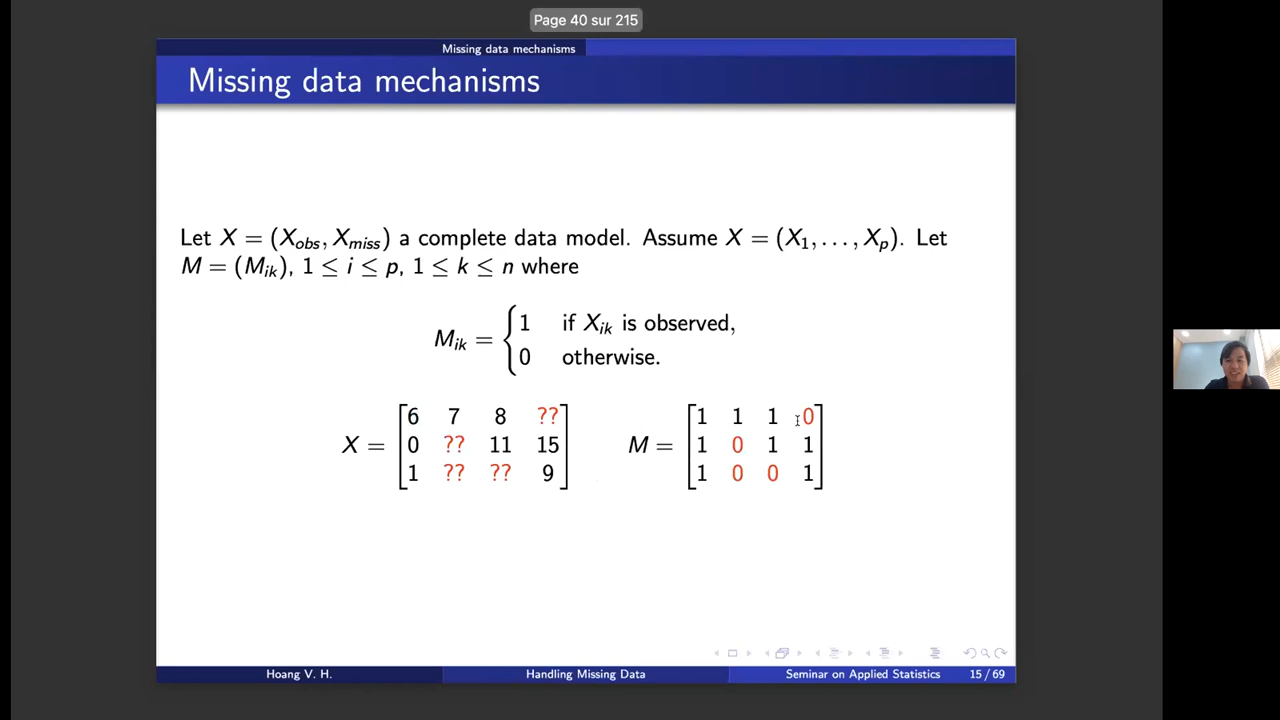 Page 40 sur 215
Missing data mechanisms
Missing data mechanisms
Let X = (X_obs, X_miss) a complete data model. Assume X = (X_1, . . . , X_p). Let
M = (M_ik), 1 ≤ i ≤ p, 1 ≤ k ≤ n where
M_ik = { 1 if X_ik is observed,
0 otherwise.
X = [ 6 7 8 ?? ]
[ 0 ?? 11 15 ]
[ 1 ?? ?? 9 ]
M = [ 1 1 1 0 ]
[ 1 0 1 1 ]
[ 1 0 0 1 ]
Hoang V. H. Handling Missing Data Seminar on Applied Statistics 15 / 69